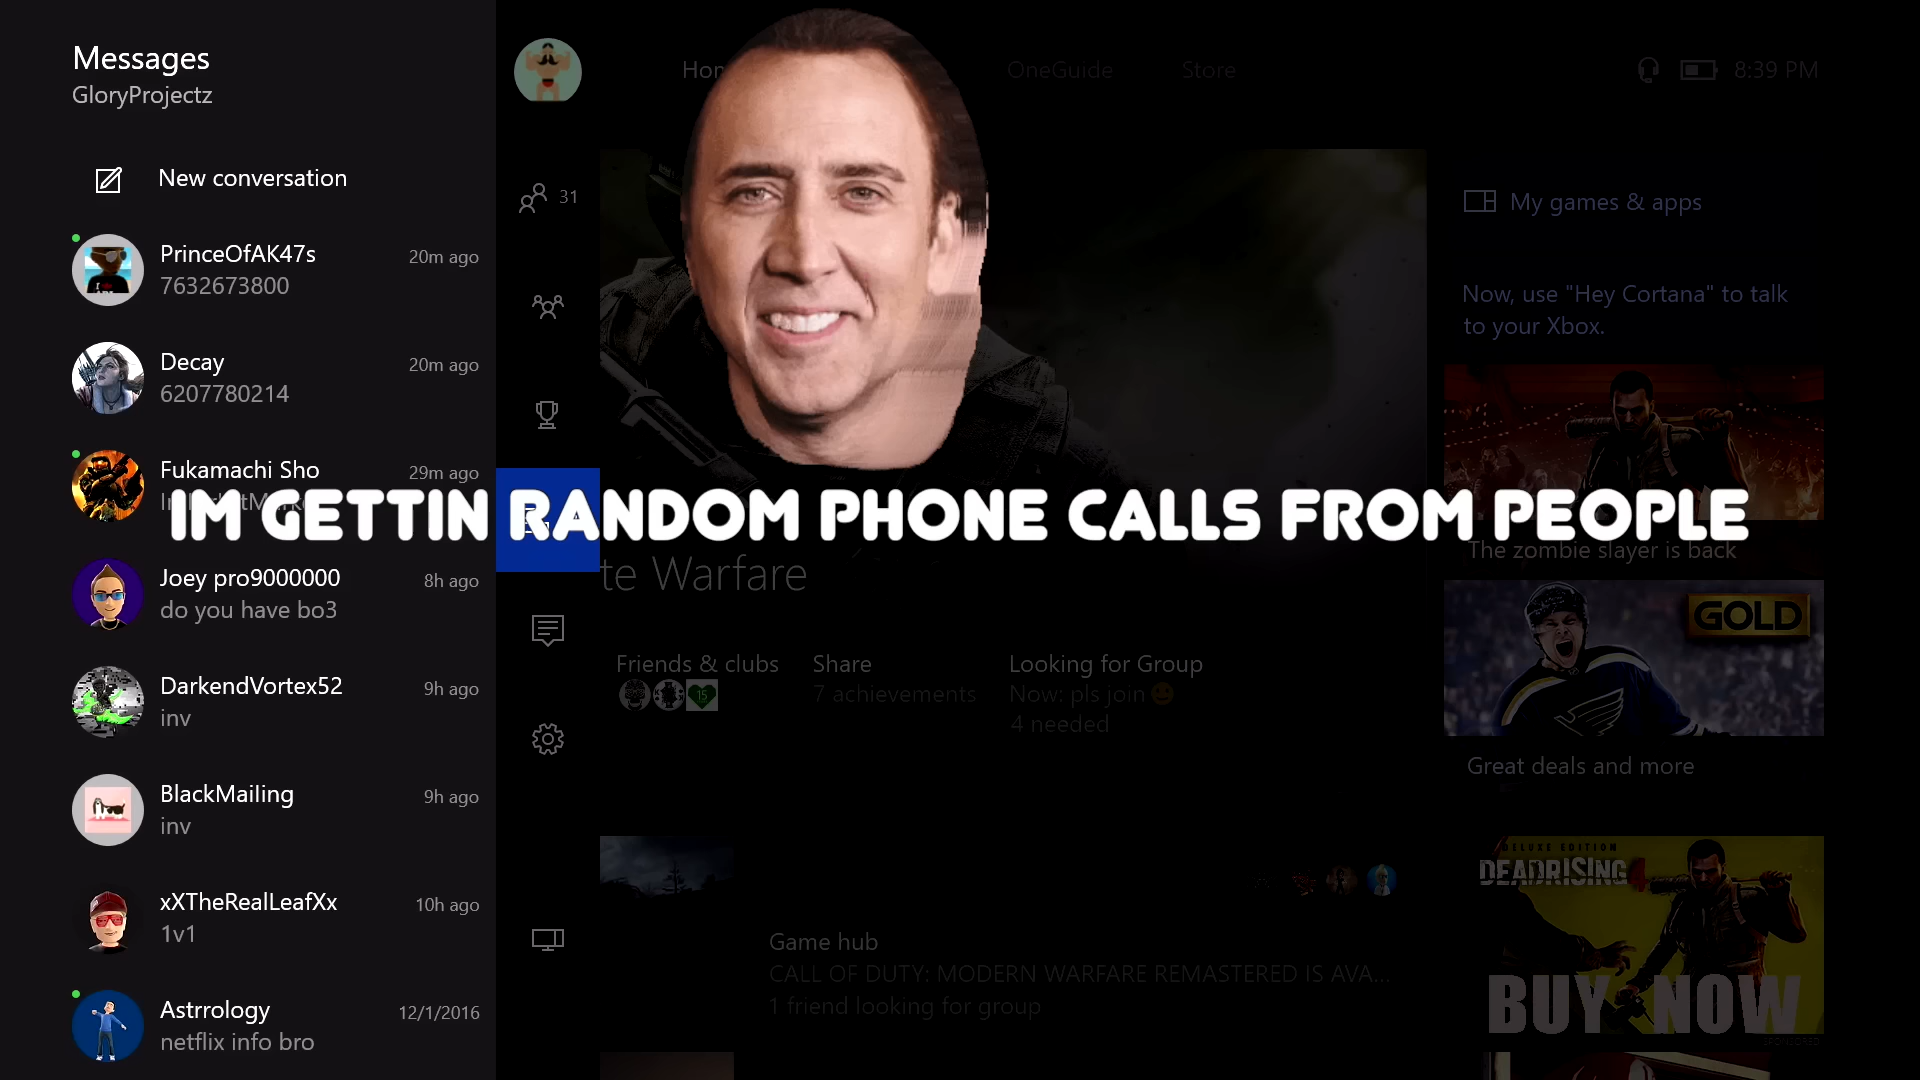 Messages
GloryProjectz
New conversation
PrinceOfAK47s
20m ago
7632673800
Decay
20m ago
6207780214
Fukamachi Sho
29m ago
IM GETTIN RANDOM PHONE CALLS FROM PEOPLE
Joey pro9000000
8h ago
do you have bo3
DarkendVortex52
9h ago
inv
BlackMailing
9h ago
inv
xXTheRealLeafXx
10h ago
1v1
Astrrology
12/1/2016
netflix info bro
31
OneGuide
Store
8:39 PM
te Warfare
Friends & clubs
15
Share
7 achievements
Looking for Group
Now: pls join
4 needed
Game hub
CALL OF DUTY: MODERN WARFARE REMASTERED IS AVA...
1 friend looking for group
My games & apps
Now, use "Hey Cortana" to talk
to your Xbox.
The zombie slayer is back
GOLD
Great deals and more
DELUXE EDITION
DEADRISING
BUY NOW